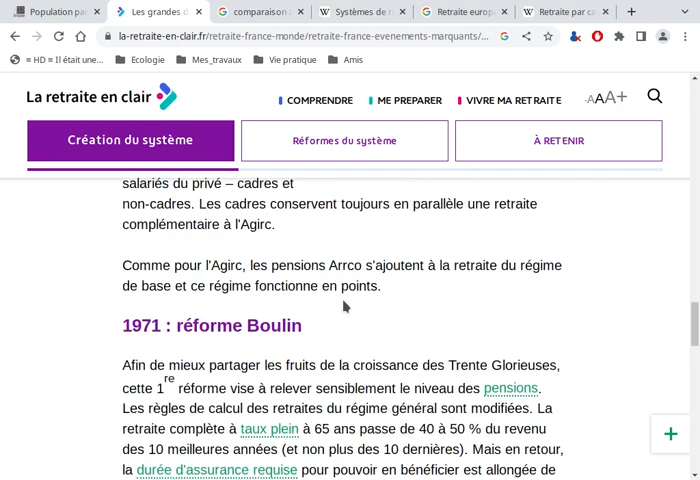 Population pa
Les grandes d
comparaison
Systèmes de r
Retraite europ
Retraite par ca
la-retraite-en-clair.fr/retraite-france-monde/retraite-france-evenements-marquants/...
= HD = Il était une...
Ecologie
Mes_travaux
Vie pratique
Amis
La retraite en clair
COMPRENDRE
ME PREPARER
VIVRE MA RETRAITE
-AAA+
Création du système
Réformes du système
À RETENIR
salariés du privé – cadres et
non-cadres. Les cadres conservent toujours en parallèle une retraite
complémentaire à l'Agirc.
Comme pour l'Agirc, les pensions Arrco s'ajoutent à la retraite du régime
de base et ce régime fonctionne en points.
1971 : réforme Boulin
Afin de mieux partager les fruits de la croissance des Trente Glorieuses,
cette 1re réforme vise à relever sensiblement le niveau des pensions.
Les règles de calcul des retraites du régime général sont modifiées. La
retraite complète à taux plein à 65 ans passe de 40 à 50 % du revenu
des 10 meilleures années (et non plus des 10 dernières). Mais en retour,
la durée d'assurance requise pour pouvoir en bénéficier est allongée de